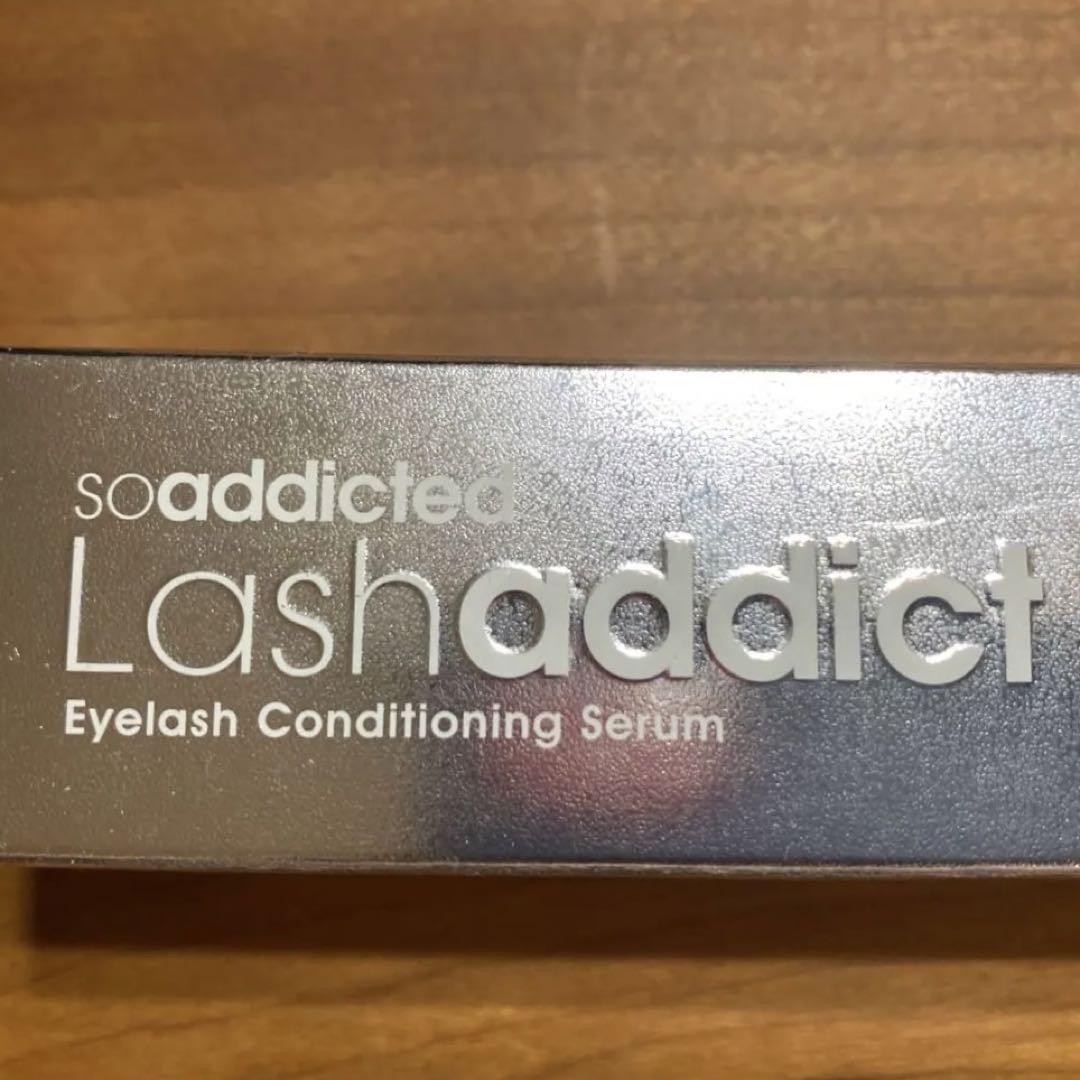 soaddicted
Lashaddict
Eyelash Conditioning Serum